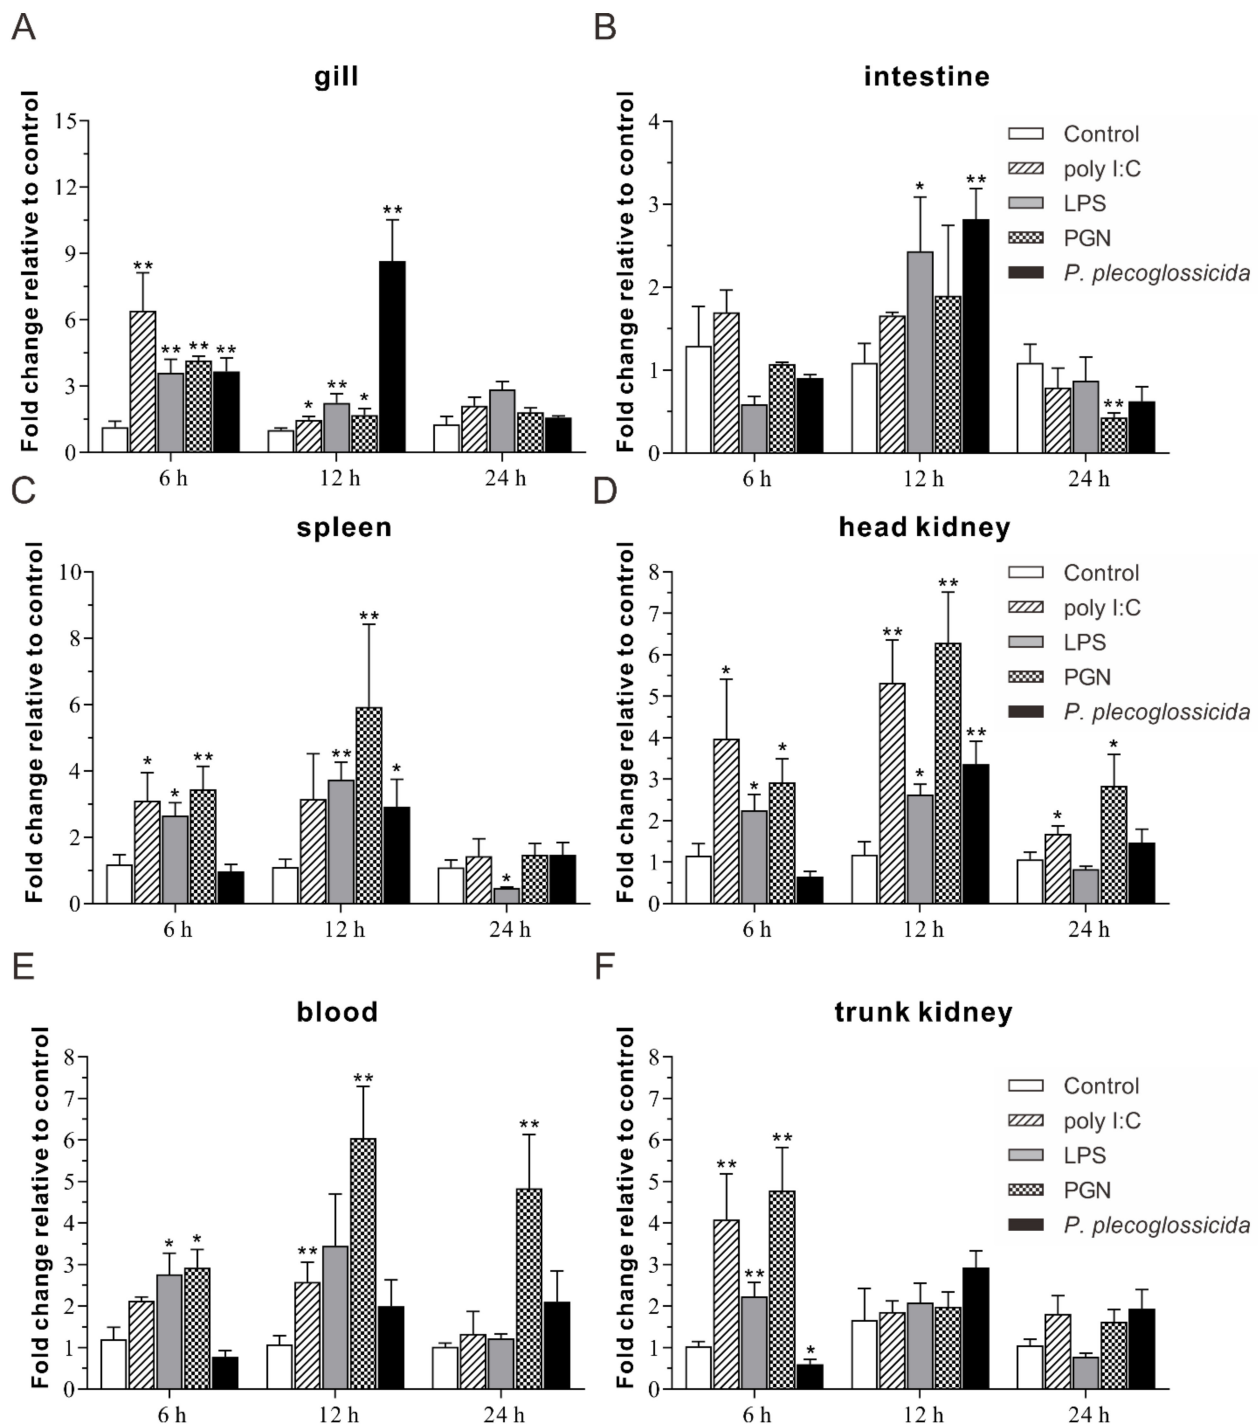 A
gill
Fold change relative to control
15
12
9
6
3
0
**
**
**
**
*
**
*
**
6 h
12 h
24 h
B
intestine
Fold change relative to control
4
3
2
1
0
*
**
**
6 h
12 h
24 h
Control
poly I:C
LPS
PGN
P. plecoglossicida
C
spleen
Fold change relative to control
10
8
6
4
2
0
*
*
**
**
**
*
*
6 h
12 h
24 h
D
head kidney
Fold change relative to control
8
7
6
5
4
3
2
1
0
*
*
*
**
*
**
**
*
*
6 h
12 h
24 h
Control
poly I:C
LPS
PGN
P. plecoglossicida
E
blood
Fold change relative to control
8
7
6
5
4
3
2
1
0
*
*
**
**
**
6 h
12 h
24 h
F
trunk kidney
Fold change relative to control
8
7
6
5
4
3
2
1
0
**
**
**
*
6 h
12 h
24 h
Control
poly I:C
LPS
PGN
P. plecoglossicida